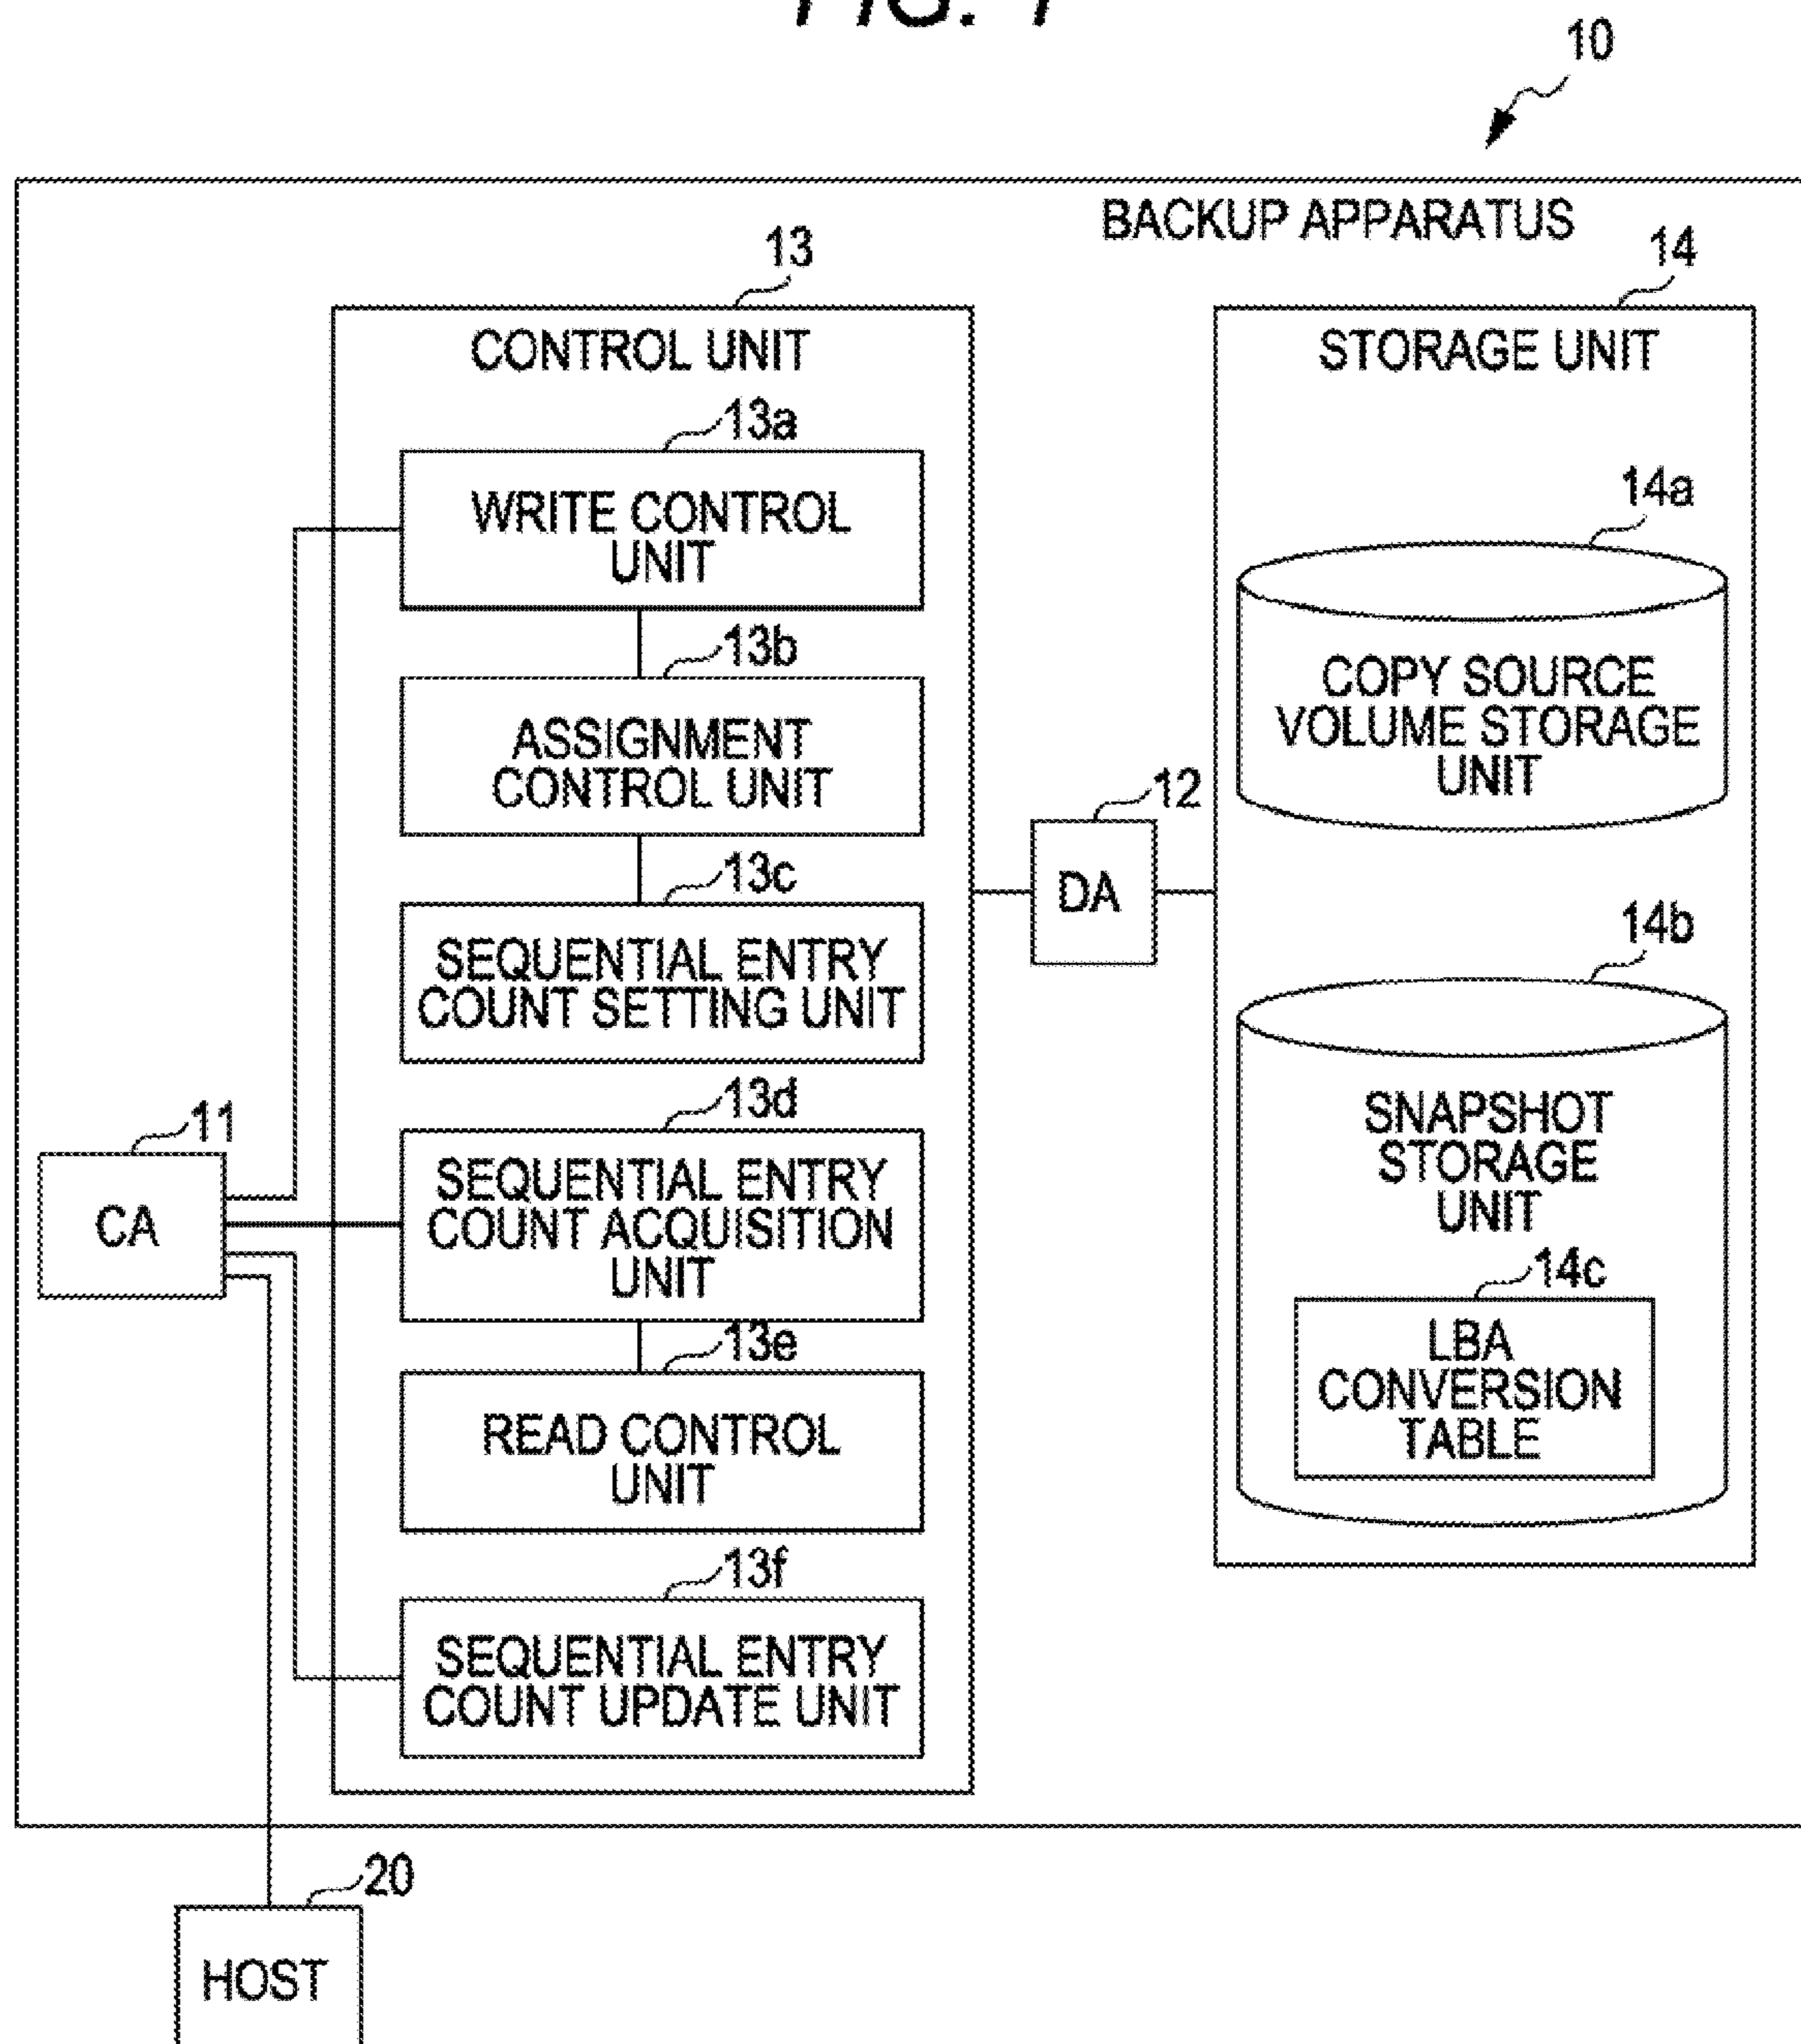 FIG. 1
10
BACKUP APPARATUS
13
CONTROL UNIT
13a
WRITE CONTROL
UNIT
13b
ASSIGNMENT
CONTROL UNIT
13c
SEQUENTIAL ENTRY
COUNT SETTING UNIT
13d
SEQUENTIAL ENTRY
COUNT ACQUISITION
UNIT
13e
READ CONTROL
UNIT
13f
SEQUENTIAL ENTRY
COUNT UPDATE UNIT
11
CA
12
DA
14
STORAGE UNIT
14a
COPY SOURCE
VOLUME STORAGE
UNIT
14b
SNAPSHOT
STORAGE
UNIT
14c
LBA
CONVERSION
TABLE
20
HOST